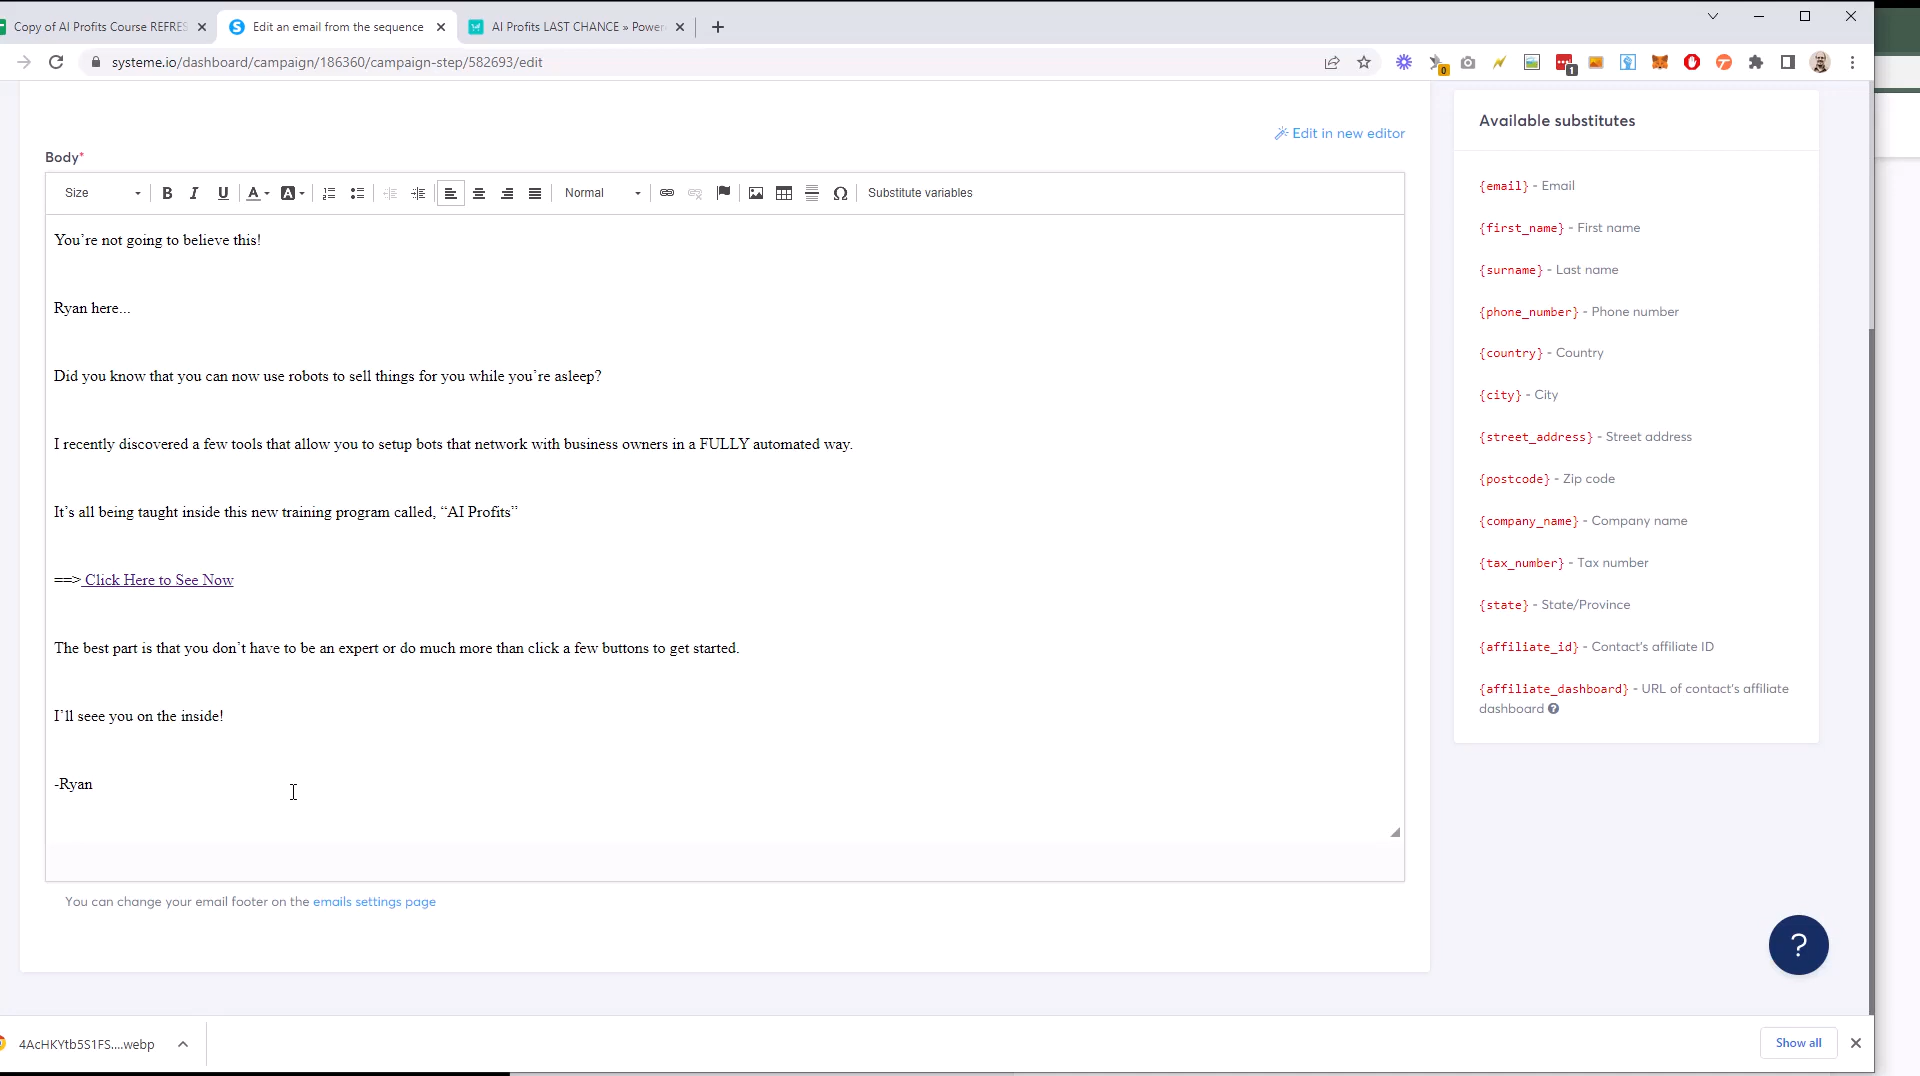 Copy of AI Profits Course REFRES
Edit an email from the sequence
AI Profits LAST CHANCE » Power
systeme.io/dashboard/campaign/186360/campaign-step/582693/edit
0
1
Edit in new editor
Body*
Size
B I U A A
Normal
Ω
Substitute variables
You’re not going to believe this!
Ryan here...
Did you know that you can now use robots to sell things for you while you’re asleep?
I recently discovered a few tools that allow you to setup bots that network with business owners in a FULLY automated way.
It’s all being taught inside this new training program called, “AI Profits”
==> Click Here to See Now
The best part is that you don’t have to be an expert or do much more than click a few buttons to get started.
I’ll seee you on the inside!
-Ryan
You can change your email footer on the emails settings page
Available substitutes
{email} - Email
{first_name} - First name
{surname} - Last name
{phone_number} - Phone number
{country} - Country
{city} - City
{street_address} - Street address
{postcode} - Zip code
{company_name} - Company name
{tax_number} - Tax number
{state} - State/Province
{affiliate_id} - Contact's affiliate ID
{affiliate_dashboard} - URL of contact's affiliate
dashboard ?
?
4AcHKYtb5S1FS....webp
Show all